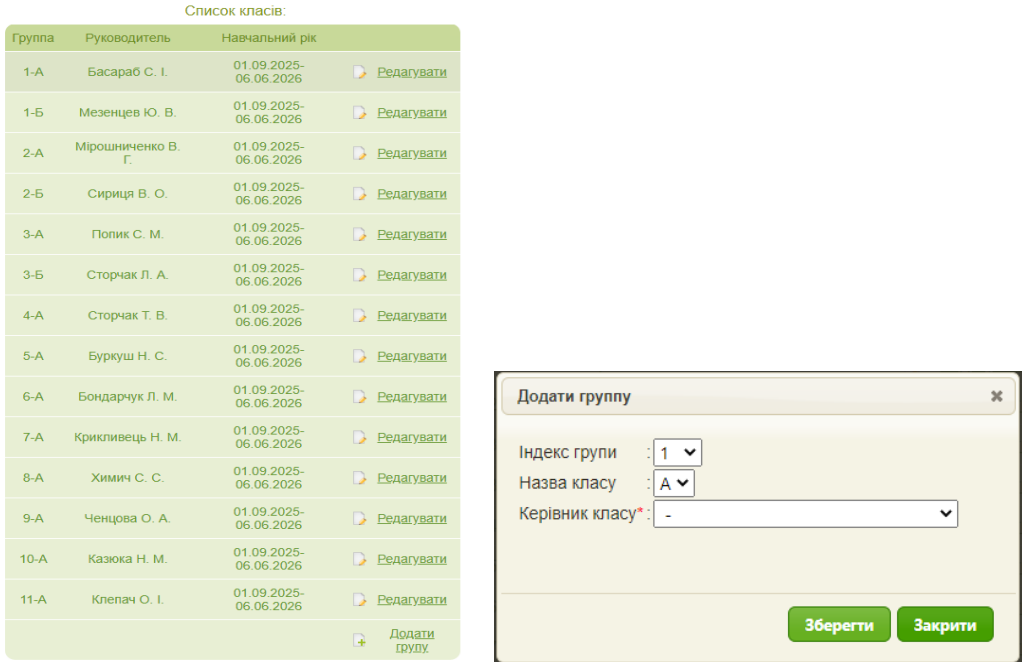 Список класів:
Группа Руководитель Навчальний рік
1-А Басараб С. І. 01.09.2025-
06.06.2026 Редагувати
1-Б Мезенцев Ю. В. 01.09.2025-
06.06.2026 Редагувати
2-А Мірошниченко В.
Г. 01.09.2025-
06.06.2026 Редагувати
2-Б Сириця В. О. 01.09.2025-
06.06.2026 Редагувати
3-А Попик С. М. 01.09.2025-
06.06.2026 Редагувати
3-Б Сторчак Л. А. 01.09.2025-
06.06.2026 Редагувати
4-А Сторчак Т. В. 01.09.2025-
06.06.2026 Редагувати
5-А Буркуш Н. С. 01.09.2025-
06.06.2026 Редагувати
6-А Бондарчук Л. М. 01.09.2025-
06.06.2026 Редагувати
7-А Крикливець Н. М. 01.09.2025-
06.06.2026 Редагувати
8-А Химич С. С. 01.09.2025-
06.06.2026 Редагувати
9-А Ченцова О. А. 01.09.2025-
06.06.2026 Редагувати
10-А Казюка Н. М. 01.09.2025-
06.06.2026 Редагувати
11-А Клепач О. І. 01.09.2025-
06.06.2026 Редагувати
Додати
групу
Додати группу
Індекс групи : 1
Назва класу : А
Керівник класу* : -
Зберегти Закрити